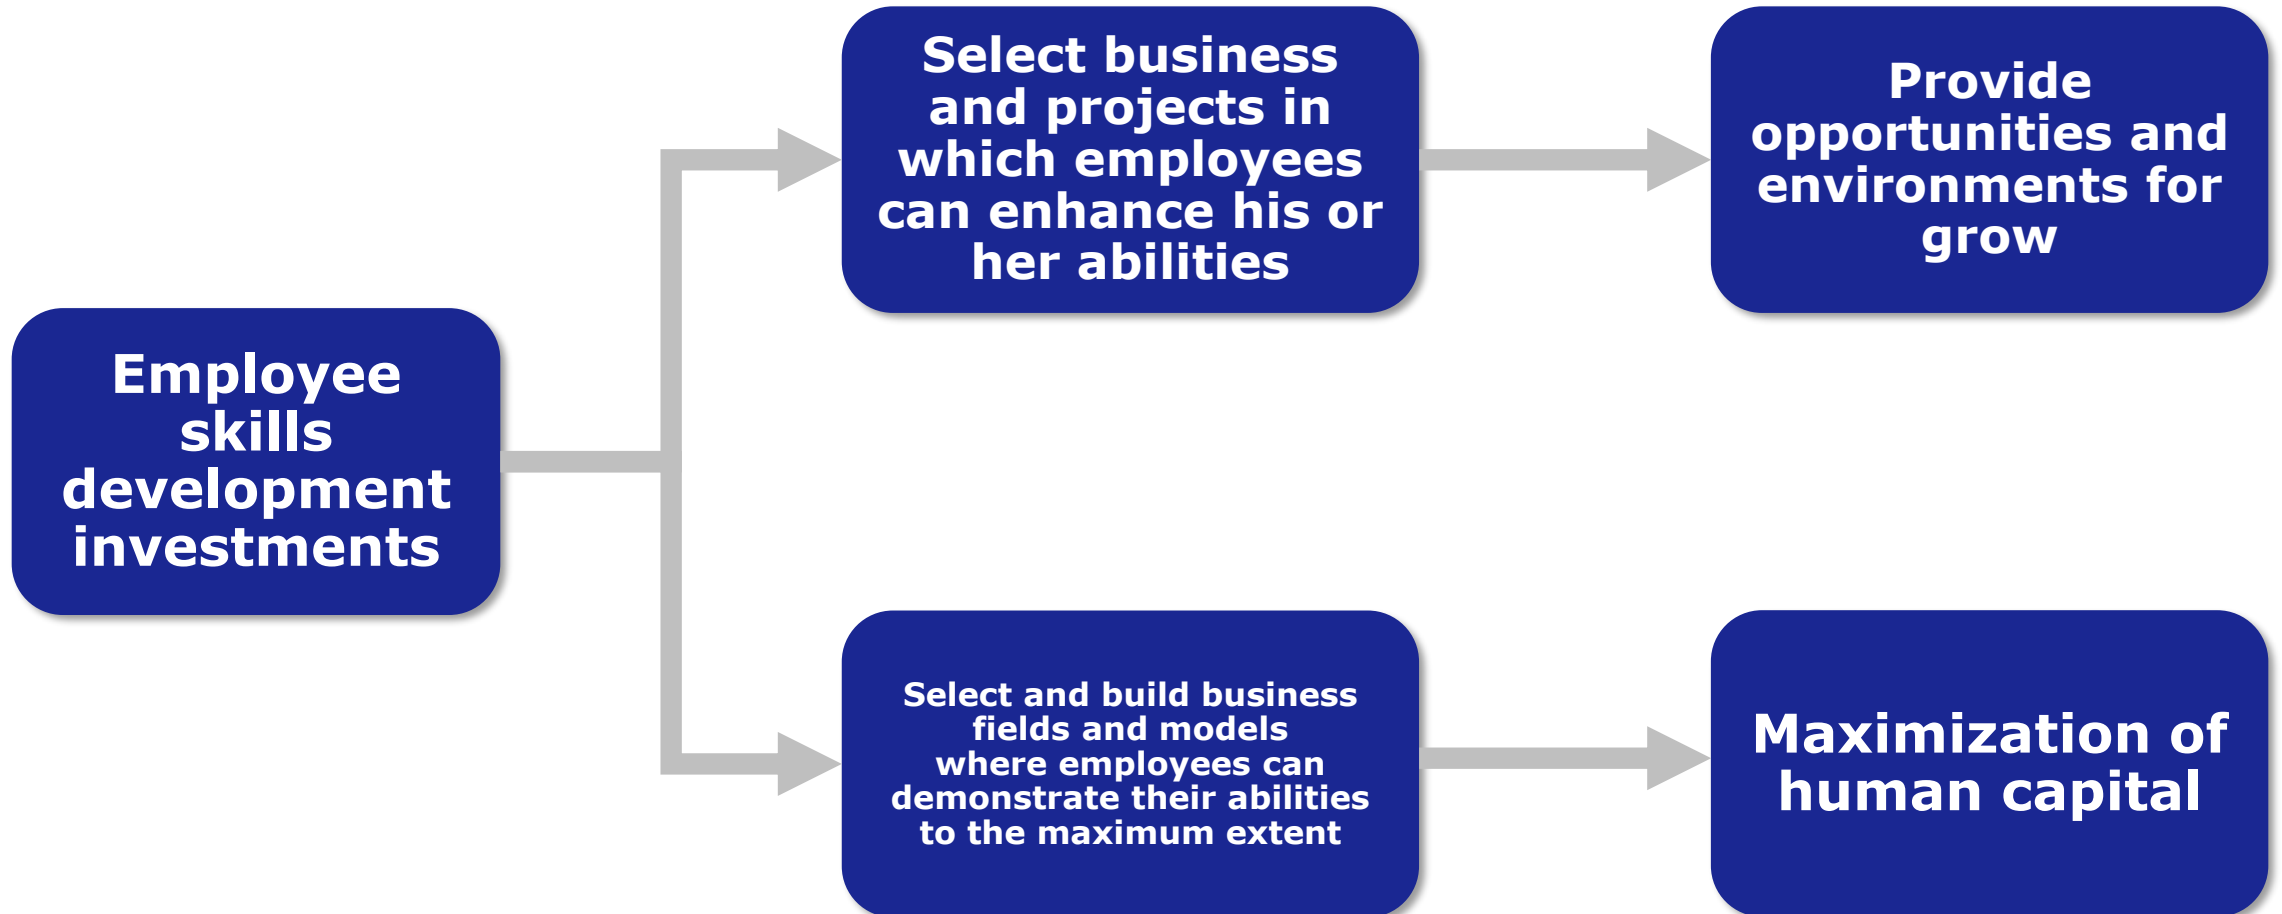 Employee
skills
development
investments
Select business
and projects in
which employees
can enhance his or
her abilities
Provide
opportunities and
environments for
grow
Select and build business
fields and models
where employees can
demonstrate their abilities
to the maximum extent
Maximization of
human capital